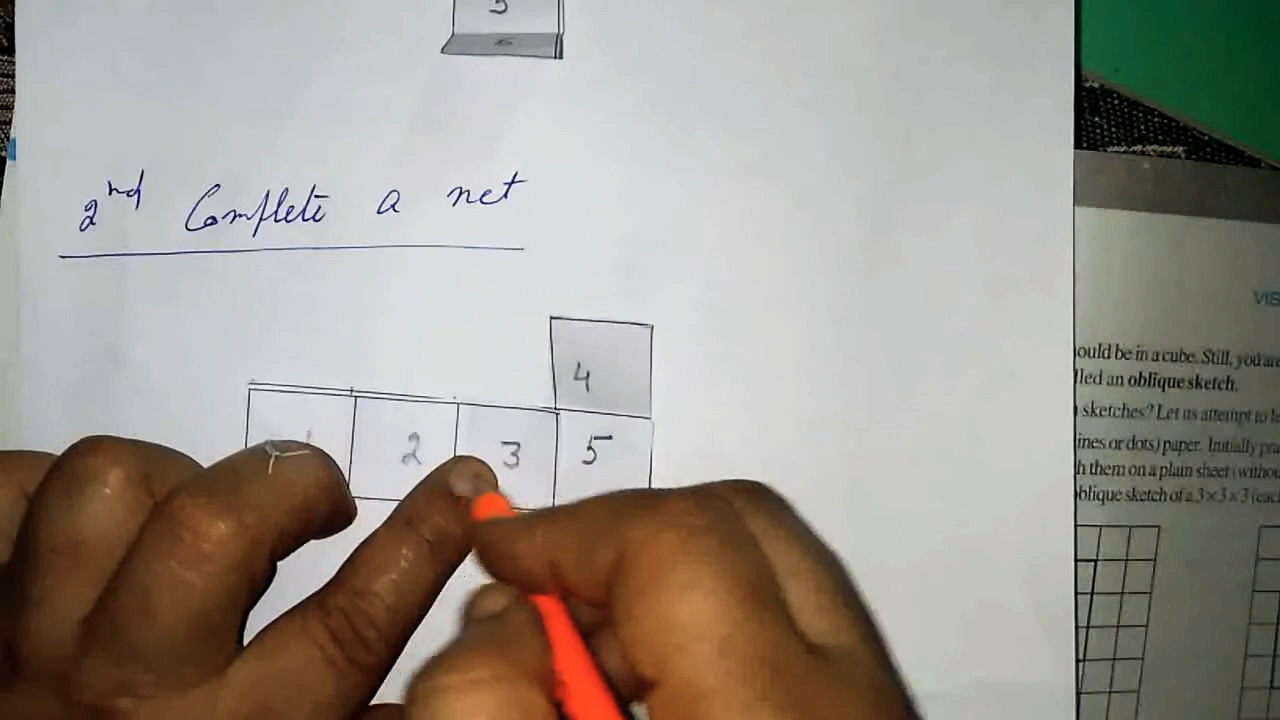 5
2nd Complete a net
4
2 3 5
VIS
ould be in a cube. Still, you are
lled an oblique sketch.
sketches? Let us attempt to
ines or dots) paper. Initially pra
h them on a plain sheet (withou
blique sketch of a 3×3×3 (eac